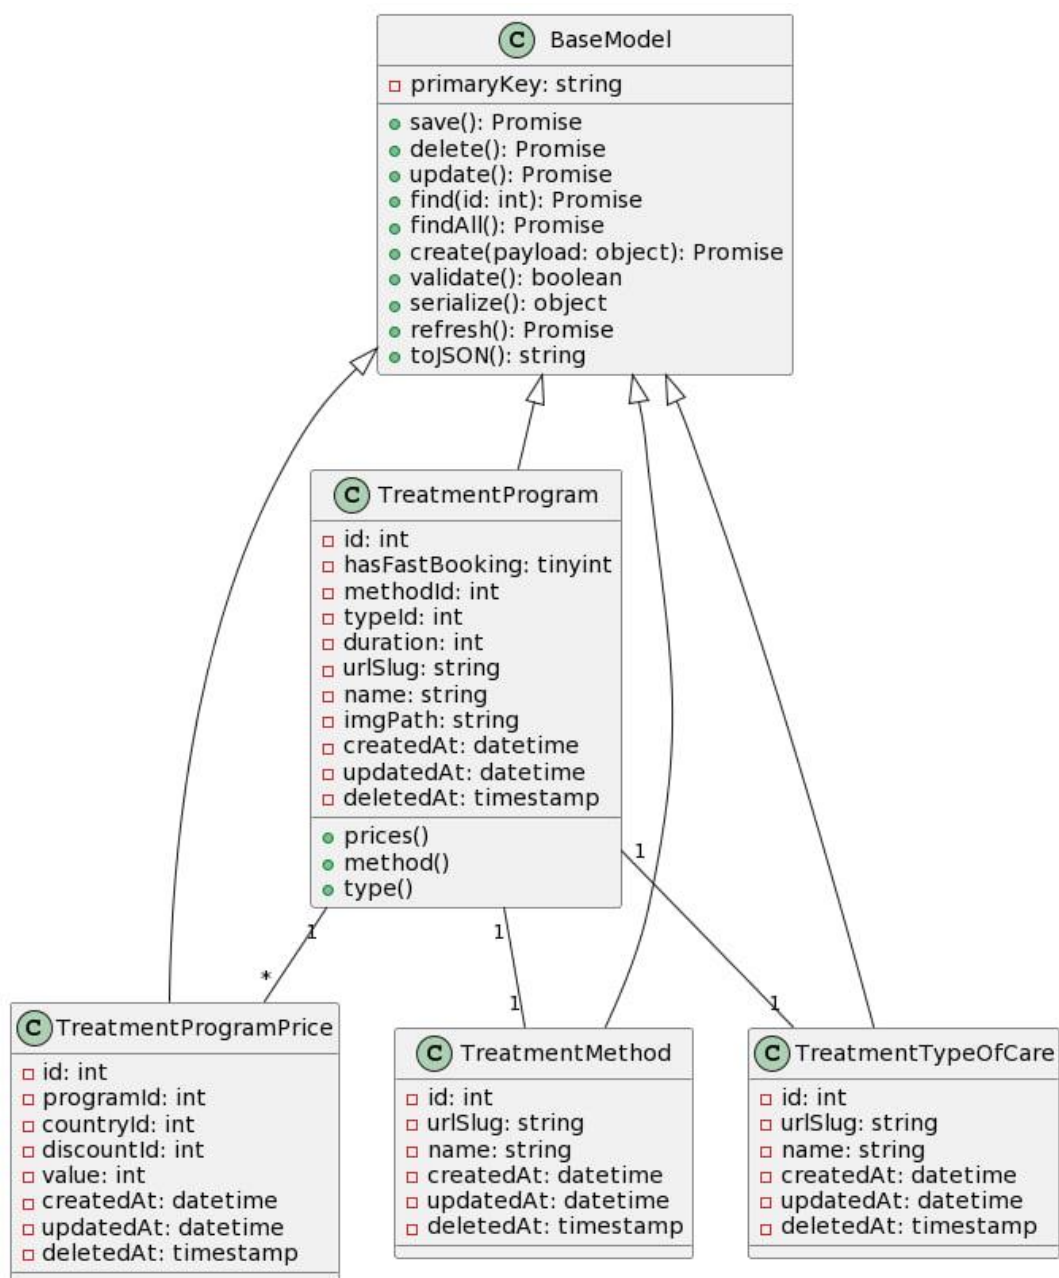 C BaseModel
primaryKey: string
save(): Promise
delete(): Promise
update(): Promise
find(id: int): Promise
findAll(): Promise
create(payload: object): Promise
validate(): boolean
serialize(): object
refresh(): Promise
toJSON(): string
C TreatmentProgram
id: int
hasFastBooking: tinyint
methodId: int
typeId: int
duration: int
urlSlug: string
name: string
imgPath: string
createdAt: datetime
updatedAt: datetime
deletedAt: timestamp
prices()
method()
type()
1
1
1
*
1
1
C TreatmentProgramPrice
id: int
programId: int
countryId: int
discountId: int
value: int
createdAt: datetime
updatedAt: datetime
deletedAt: timestamp
C TreatmentMethod
id: int
urlSlug: string
name: string
createdAt: datetime
updatedAt: datetime
deletedAt: timestamp
C TreatmentTypeOfCare
id: int
urlSlug: string
name: string
createdAt: datetime
updatedAt: datetime
deletedAt: timestamp